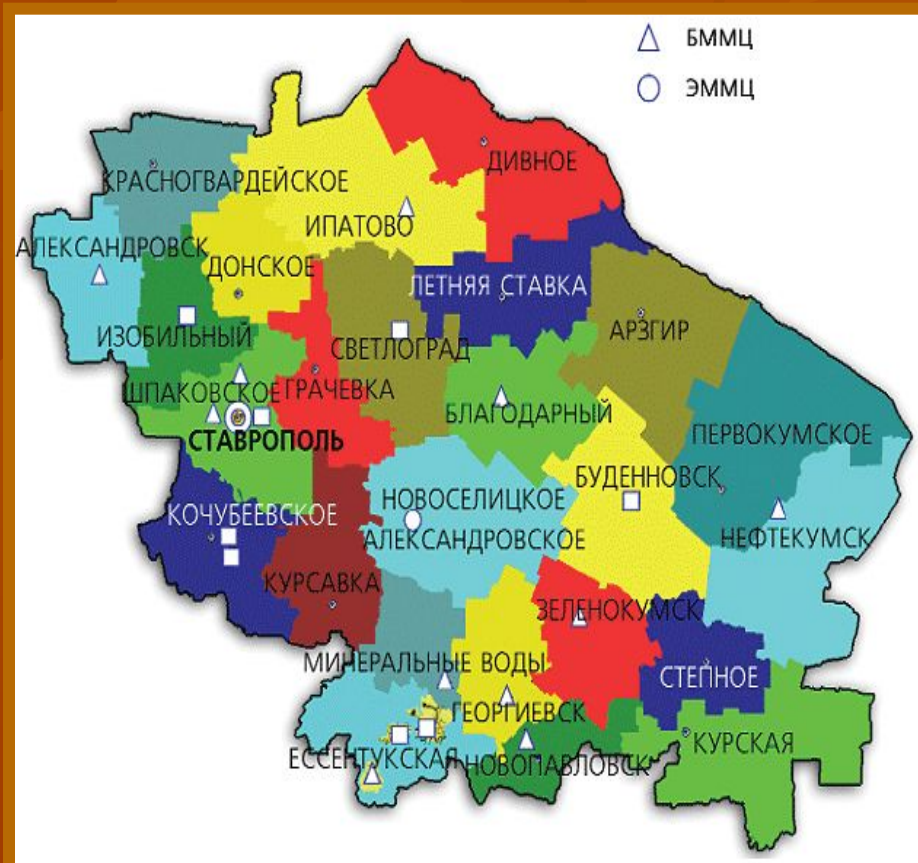 БММЦ
ЭММЦ
ДИВНОЕ
КРАСНОГВАРДЕЙСКОЕ
ИПАТОВО
АЛЕКСАНДРОВСК
ДОНСКОЕ
ЛЕТНЯЯ СТАВКА
ИЗОБИЛЬНЫЙ
СВЕТЛОГРАД
АРЗГИР
ШПАКОВСКОЕ
ГРАЧЕВКА
БЛАГОДАРНЫЙ
СТАВРОПОЛЬ
ПЕРВОКУМСКОЕ
БУДЕННОВСК
КОЧУБЕЕВСКОЕ
НОВОСЕЛИЦКОЕ
АЛЕКСАНДРОВСКОЕ
НЕФТЕКУМСК
КУРСАВКА
ЗЕЛЕНОКУМСК
МИНЕРАЛЬНЫЕ ВОДЫ
СТЕПНОЕ
ГЕОРГИЕВСК
ЕССЕНТУКСКАЯ
НОВОПАВЛОВСК
КУРСКАЯ